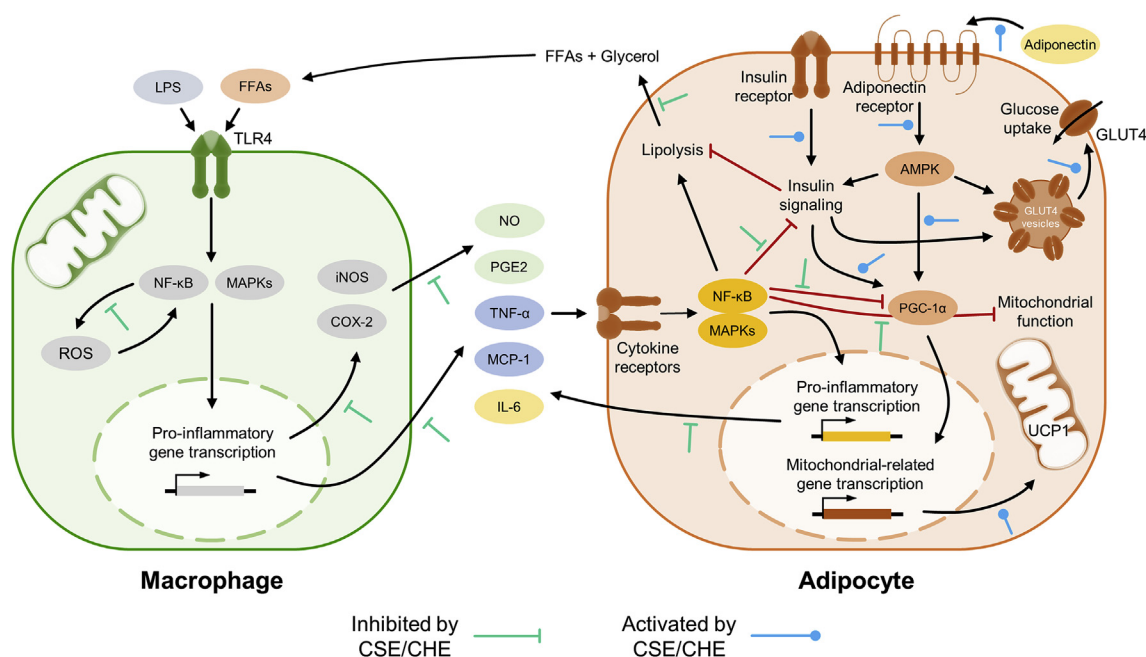 LPS
FFAs
TLR4
NF-κB
MAPKs
ROS
iNOS
COX-2
Pro-inflammatory
gene transcription
Macrophage
FFAs + Glycerol
NO
PGE2
TNF-α
MCP-1
IL-6
Insulin
receptor
Adiponectin
receptor
Adiponectin
Glucose
uptake
GLUT4
Lipolysis
Insulin
signaling
AMPK
GLUT4
vesicles
Cytokine
receptors
NF-κB
MAPKs
PGC-1α
Mitochondrial
function
Pro-inflammatory
gene transcription
Mitochondrial-related
gene transcription
UCP1
Adipocyte
Inhibited by
CSE/CHE
Activated by
CSE/CHE